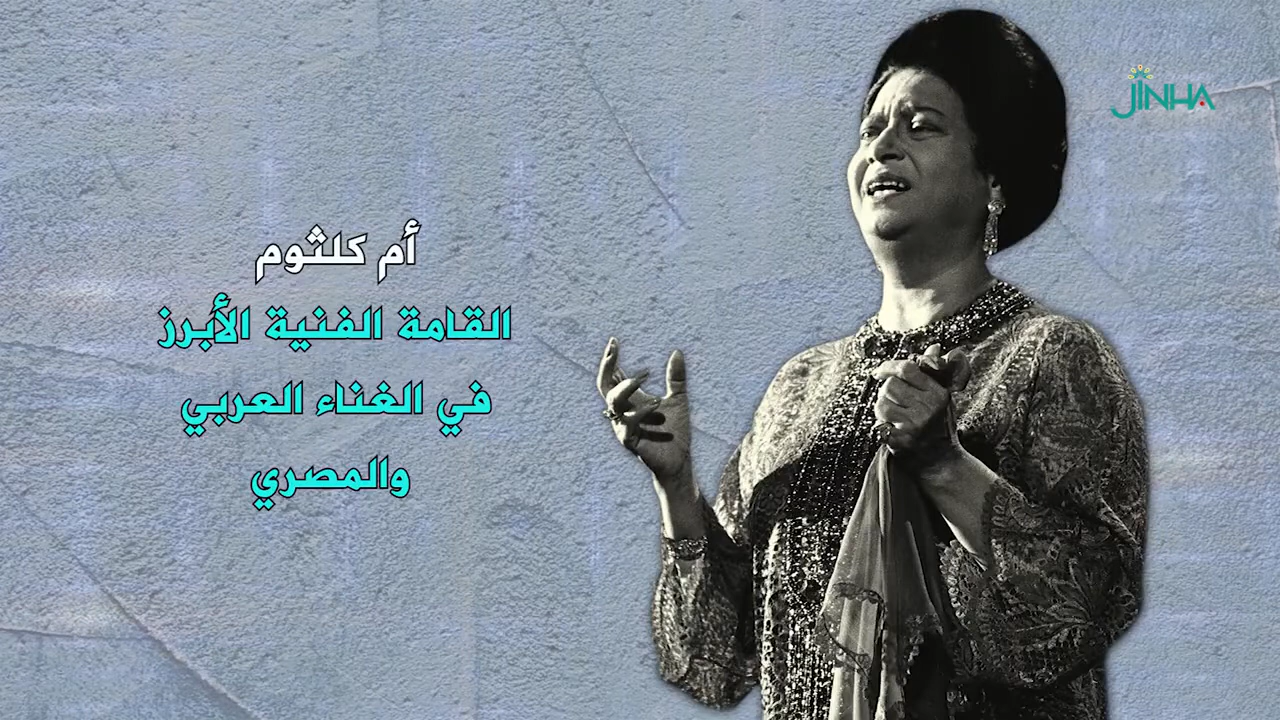 JINHA
أم كلثوم
القامة الفنية الأبرز
في الغناء العربي
والمصري